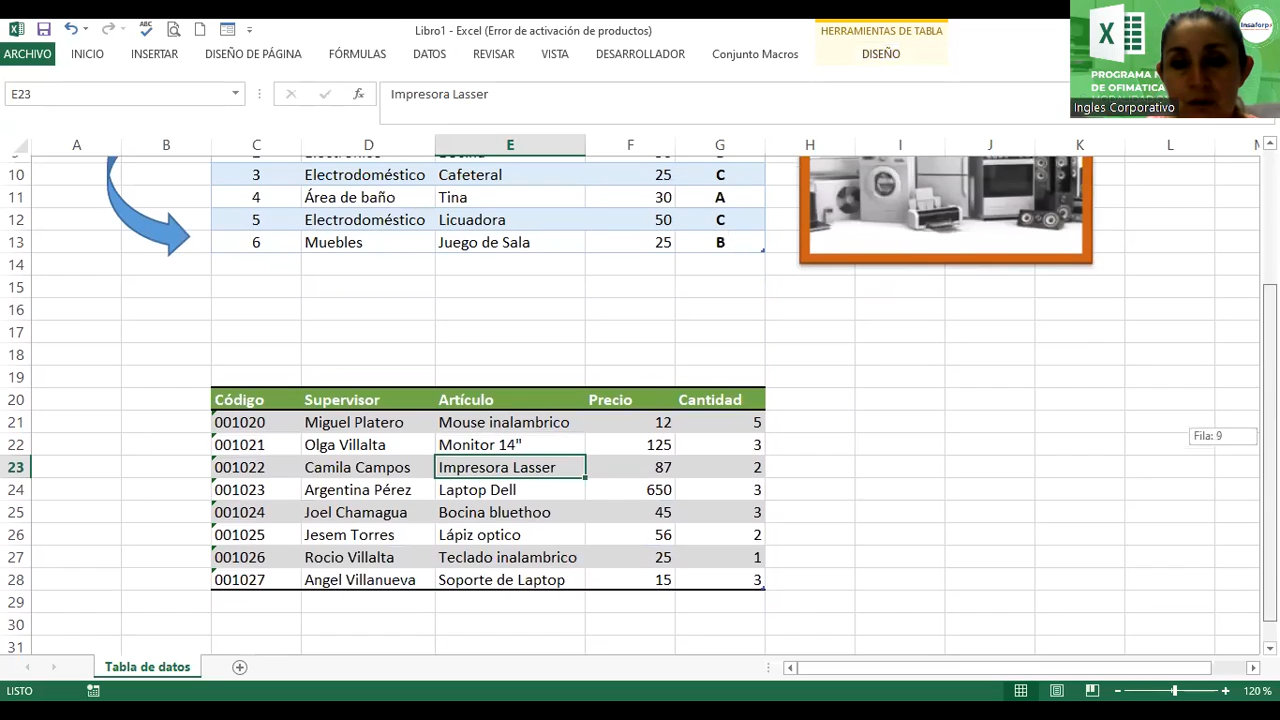 Libro1 - Excel (Error de activación de productos)
HERRAMIENTAS DE TABLA
ARCHIVO INICIO INSERTAR DISEÑO DE PÁGINA FÓRMULAS DATOS REVISAR VISTA DESARROLLADOR Conjunto Macros DISEÑO
Insaforp
PROGRAMA
DE OFIMÁTICA
Ingles Corporativo
E23 fx Impresora Lasser
A B C D E F G H I J K L
10 3 Electrodoméstico Cafeteral 25 C
11 4 Área de baño Tina 30 A
12 5 Electrodoméstico Licuadora 50 C
13 6 Muebles Juego de Sala 25 B
14
15
16
17
18
19
20 Código Supervisor Artículo Precio Cantidad
21 001020 Miguel Platero Mouse inalambrico 12 5
22 001021 Olga Villalta Monitor 14" 125 3
Fila: 9
23 001022 Camila Campos Impresora Lasser 87 2
24 001023 Argentina Pérez Laptop Dell 650 3
25 001024 Joel Chamagua Bocina bluethoo 45 3
26 001025 Jesem Torres Lápiz optico 56 2
27 001026 Rocio Villalta Teclado inalambrico 25 1
28 001027 Angel Villanueva Soporte de Laptop 15 3
29
30
31
Tabla de datos
LISTO 120 %